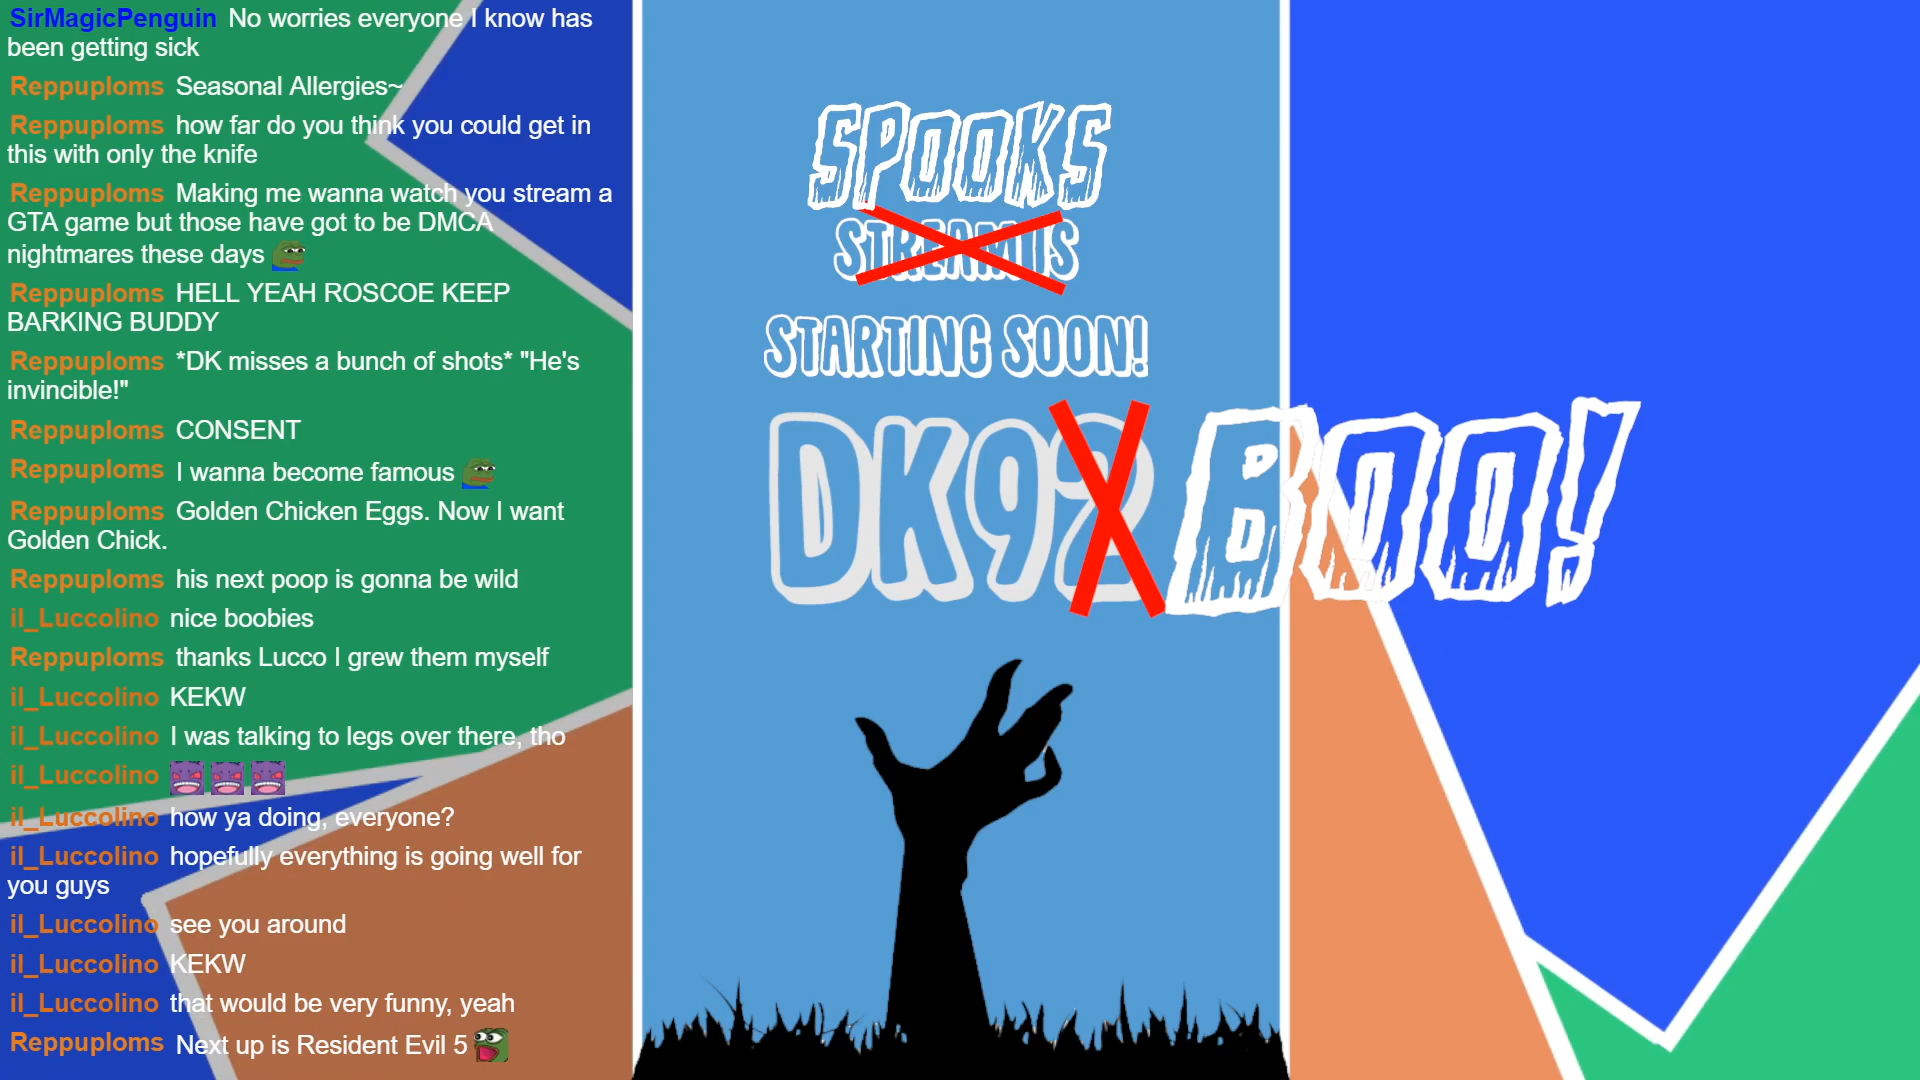 SirMagicPenguin No worries everyone I know has
been getting sick
Reppuploms Seasonal Allergies~
Reppuploms how far do you think you could get in
this with only the knife
Reppuploms Making me wanna watch you stream a
GTA game but those have got to be DMCA
nightmares these days
Reppuploms HELL YEAH ROSCOE KEEP
BARKING BUDDY
Reppuploms *DK misses a bunch of shots* "He's
invincible!"
Reppuploms CONSENT
Reppuploms I wanna become famous
Reppuploms Golden Chicken Eggs. Now I want
Golden Chick.
Reppuploms his next poop is gonna be wild
il_Luccolino nice boobies
Reppuploms thanks Lucco I grew them myself
il_Luccolino KEKW
il_Luccolino I was talking to legs over there, tho
il_Luccolino
il_Luccolino how ya doing, everyone?
il_Luccolino hopefully everything is going well for
you guys
il_Luccolino see you around
il_Luccolino KEKW
il_Luccolino that would be very funny, yeah
Reppuploms Next up is Resident Evil 5
SPOOKS
STREAM IS
STARTING SOON!
DK92 BOO!